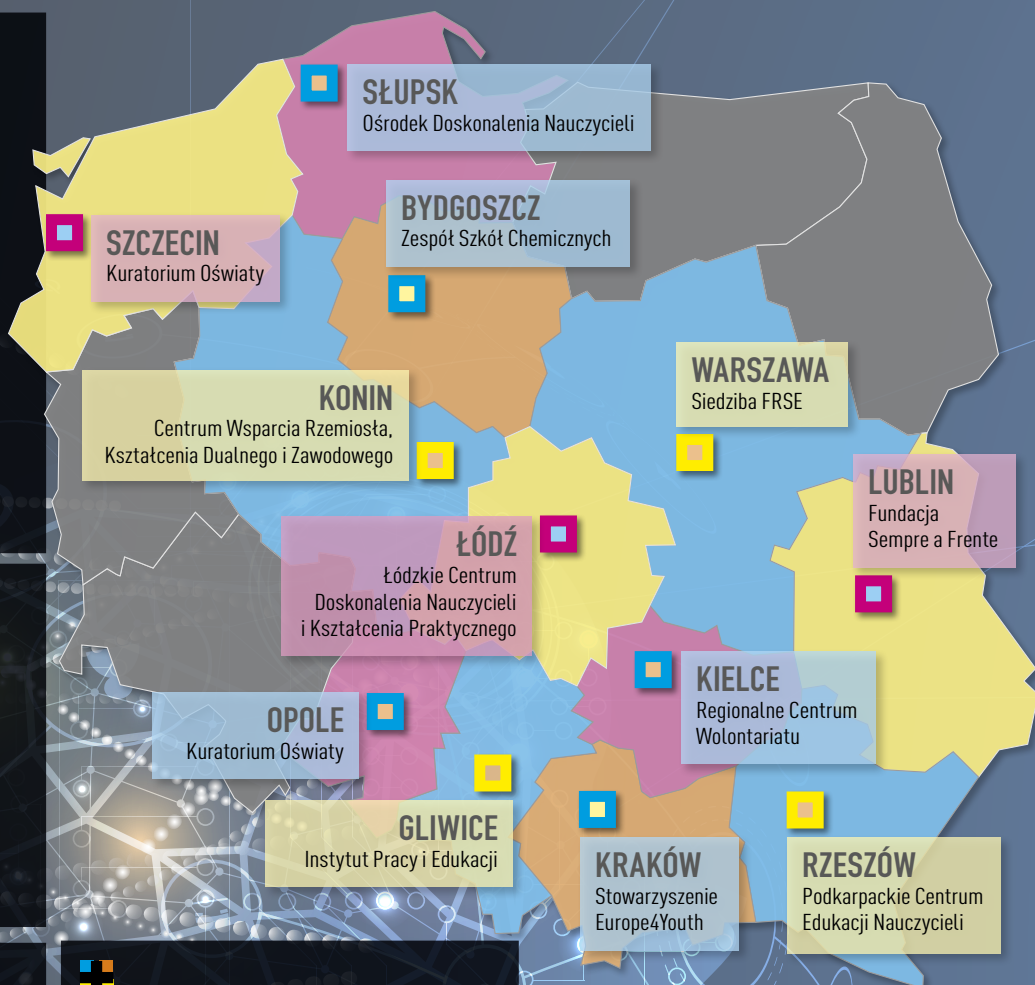 SŁUPSK
Ośrodek Doskonalenia Nauczycieli
BYDGOSZCZ
Zespół Szkół Chemicznych
SZCZECIN
Kuratorium Oświaty
WARSZAWA
Siedziba FRSE
KONIN
Centrum Wsparcia Rzemiosła,
Kształcenia Dualnego i Zawodowego
LUBLIN
Fundacja
Sempre a Frente
ŁÓDŹ
Łódzkie Centrum
Doskonalenia Nauczycieli
i Kształcenia Praktycznego
KIELCE
Regionalne Centrum
Wolontariatu
OPOLE
Kuratorium Oświaty
GLIWICE
Instytut Pracy i Edukacji
KRAKÓW
Stowarzyszenie
Europe4Youth
RZESZÓW
Podkarpackie Centrum
Edukacji Nauczycieli